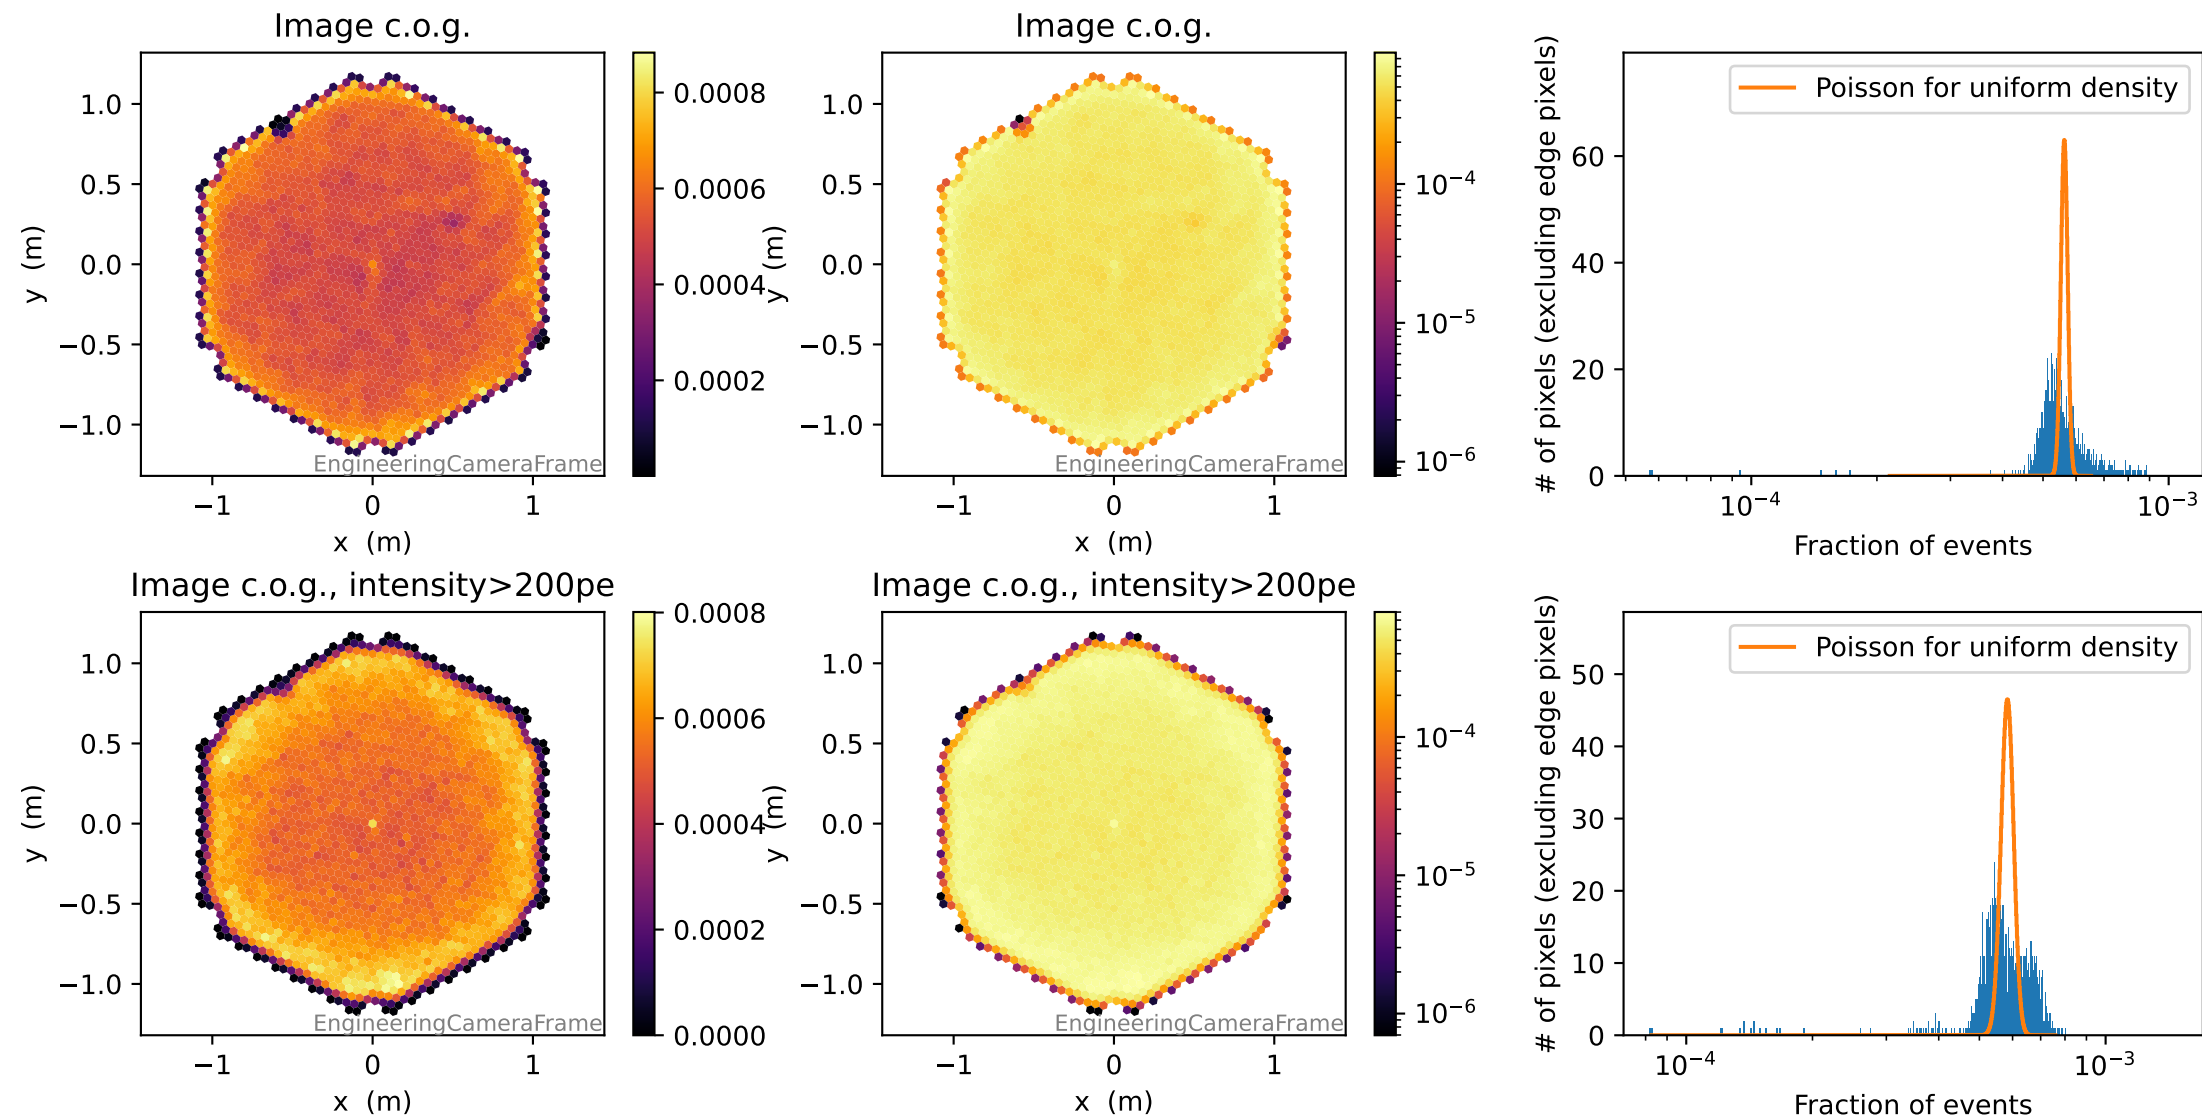 Image c.o.g.
1.0
0.5
0.0
−0.5
−1.0
y (m)
−1 0 1
x (m)
EngineeringCameraFrame
0.0008
0.0006
0.0004
0.0002
Image c.o.g.
1.0
0.5
0.0
−0.5
−1.0
y (m)
−1 0 1
x (m)
EngineeringCameraFrame
10⁻⁴
10⁻⁵
10⁻⁶
# of pixels (excluding edge pixels)
60
40
20
0
Poisson for uniform density
10⁻⁴ 10⁻³
Fraction of events
Image c.o.g., intensity>200pe
1.0
0.5
0.0
−0.5
−1.0
y (m)
−1 0 1
x (m)
EngineeringCameraFrame
0.0008
0.0006
0.0004
0.0002
0.0000
Image c.o.g., intensity>200pe
1.0
0.5
0.0
−0.5
−1.0
y (m)
−1 0 1
x (m)
EngineeringCameraFrame
10⁻⁴
10⁻⁵
10⁻⁶
# of pixels (excluding edge pixels)
50
40
30
20
10
0
Poisson for uniform density
10⁻⁴ 10⁻³
Fraction of events